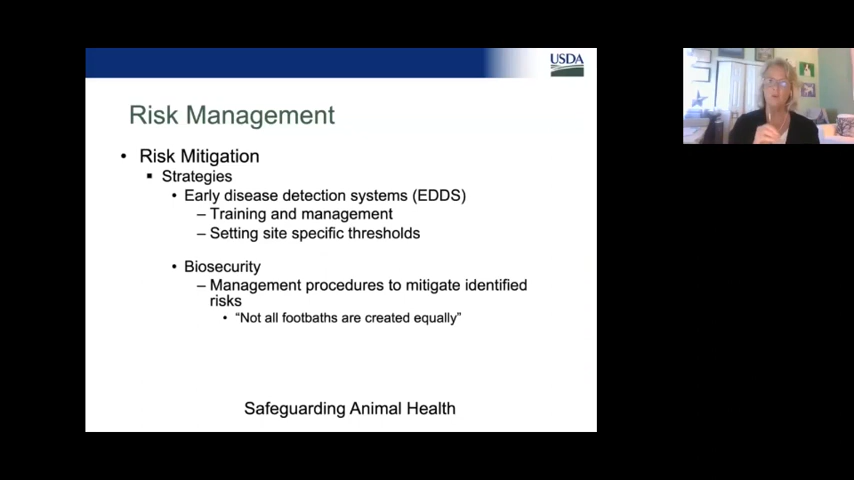 USDA
Risk Management
• Risk Mitigation
▪ Strategies
• Early disease detection systems (EDDS)
– Training and management
– Setting site specific thresholds
• Biosecurity
– Management procedures to mitigate identified
risks
• “Not all footbaths are created equally”
Safeguarding Animal Health